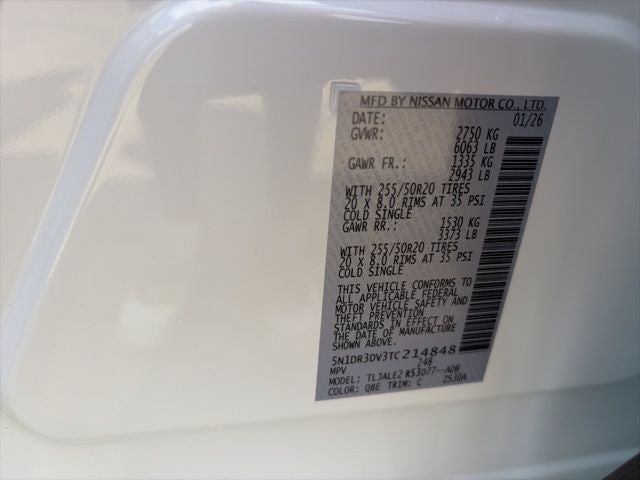 MFD BY NISSAN MOTOR CO., LTD.
DATE: 01/26
GVWR: 2750 KG
6063 LB
GAWR FR.: 1335 KG
2943 LB
WITH 255/50R20 TIRES
20 X 8.0 RIMS AT 35 PSI
COLD SINGLE
GAWR RR.: 1530 KG
3373 LB
WITH 255/50R20 TIRES
20 X 8.0 RIMS AT 35 PSI
COLD SINGLE
THIS VEHICLE CONFORMS TO
ALL APPLICABLE FEDERAL
MOTOR VEHICLE SAFETY AND
THEFT PREVENTION
STANDARDS IN EFFECT ON
THE DATE OF MANUFACTURE
SHOWN ABOVE.
5N1DR3DV3TC214848
MPV 248
MODEL: TLJALE2 R53D77--ADB
COLOR: QBE TRIM: C ZS30A